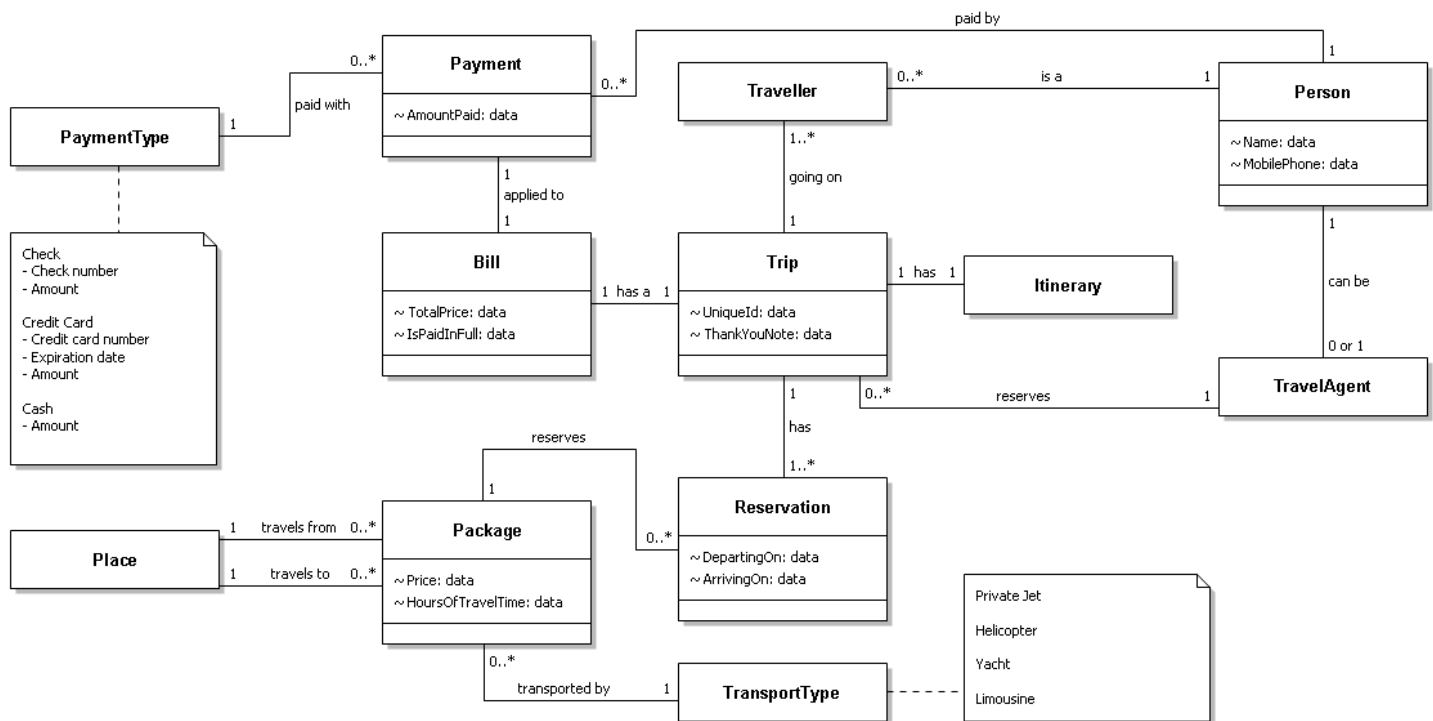 paid by
0..*
Payment
~ AmountPaid: data
0..*
1
paid with
1
PaymentType
Traveller
0..*
is a
1
Person
~ Name: data
~ MobilePhone: data
1
applied to
1
1..*
going on
1
1
can be
0 or 1
Check
- Check number
- Amount
Credit Card
- Credit card number
- Expiration date
- Amount
Cash
- Amount
Bill
~ TotalPrice: data
~ IsPaidInFull: data
1 has a 1
Trip
~ UniqueId: data
~ ThankYouNote: data
1 has 1
Itinerary
TravelAgent
0..*
reserves
1
1
has
1..*
reserves
1
0..*
Reservation
~ DepartingOn: data
~ ArrivingOn: data
Place
1 travels from 0..*
1 travels to 0..*
Package
~ Price: data
~ HoursOfTravelTime: data
0..*
transported by
1
TransportType
Private Jet
Helicopter
Yacht
Limousine